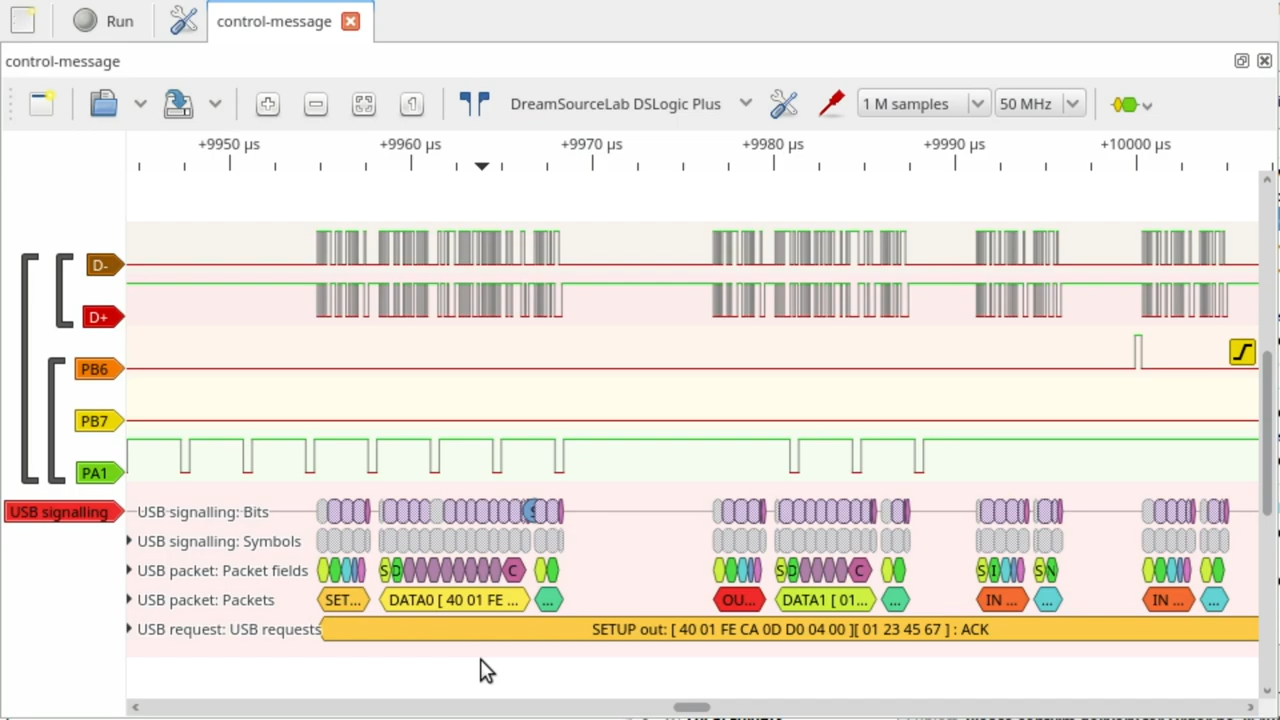 Run
control-message
control-message
DreamSourceLab DSLogic Plus
1 M samples
50 MHz
+9950 µs +9960 µs +9970 µs +9980 µs +9990 µs +10000 µs
D-
D+
PB6
PB7
PA1
USB signalling
USB signalling: Bits
USB signalling: Symbols
USB packet: Packet fields
S D C S D C S I S N
USB packet: Packets
SET... DATA0 [ 40 01 FE ... ... OU... DATA1 [ 01... ... IN ... ... IN ... ...
USB request: USB requests
SETUP out: [ 40 01 FE CA 0D D0 04 00 ][ 01 23 45 67 ] : ACK